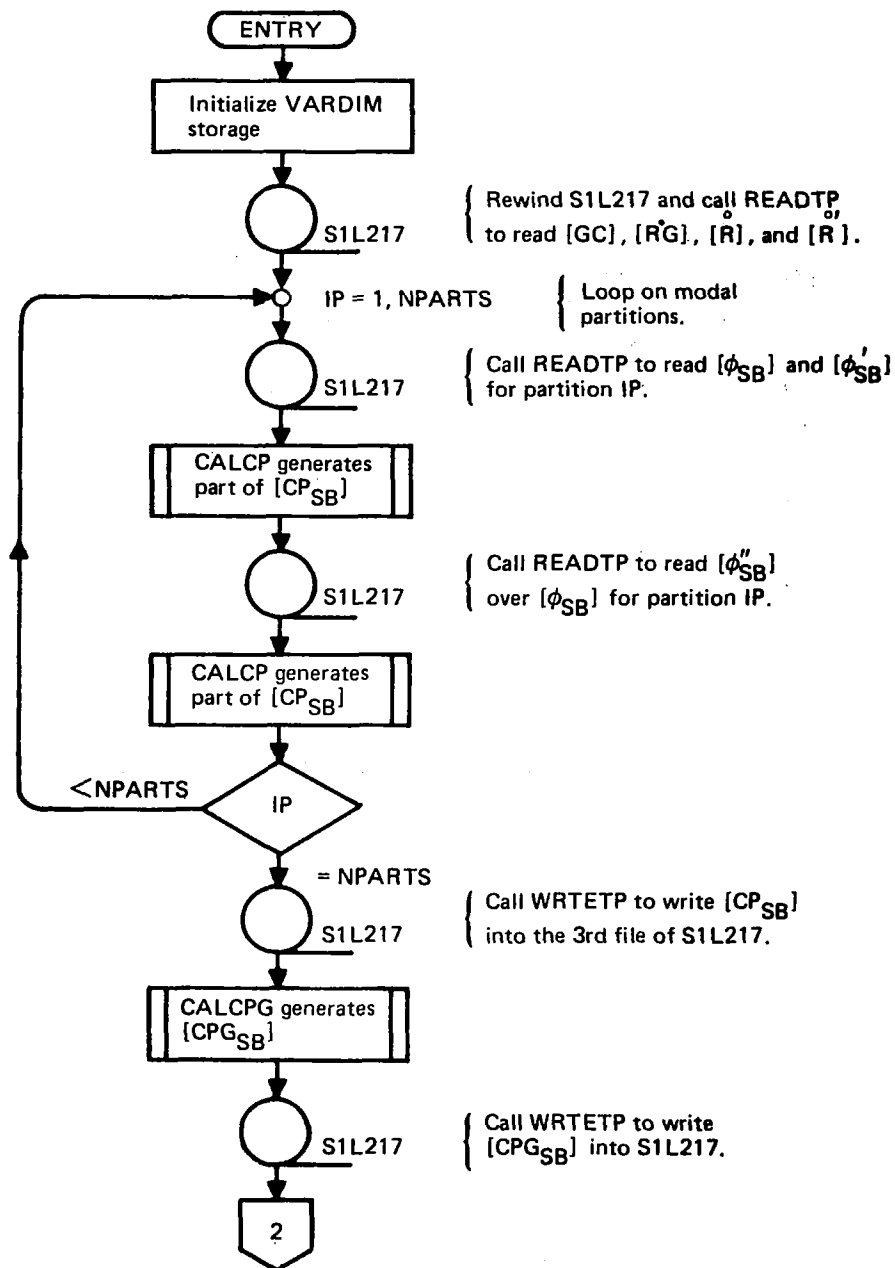 ENTRY
Initialize VARDIM
storage
S1L217
{ Rewind S1L217 and call READTP
to read [GC], [R*G], [R̊], and [R̊′].
IP = 1, NPARTS
{ Loop on modal
partitions.
S1L217
{ Call READTP to read [ϕSB] and [ϕ′SB]
for partition IP.
CALCP generates
part of [CPSB]
S1L217
{ Call READTP to read [ϕ″SB]
over [ϕSB] for partition IP.
CALCP generates
part of [CPSB]
<NPARTS
IP
= NPARTS
S1L217
{ Call WRTETP to write [CPSB]
into the 3rd file of S1L217.
CALCPG generates
[CPGSB]
S1L217
{ Call WRTETP to write
[CPGSB] into S1L217.
2